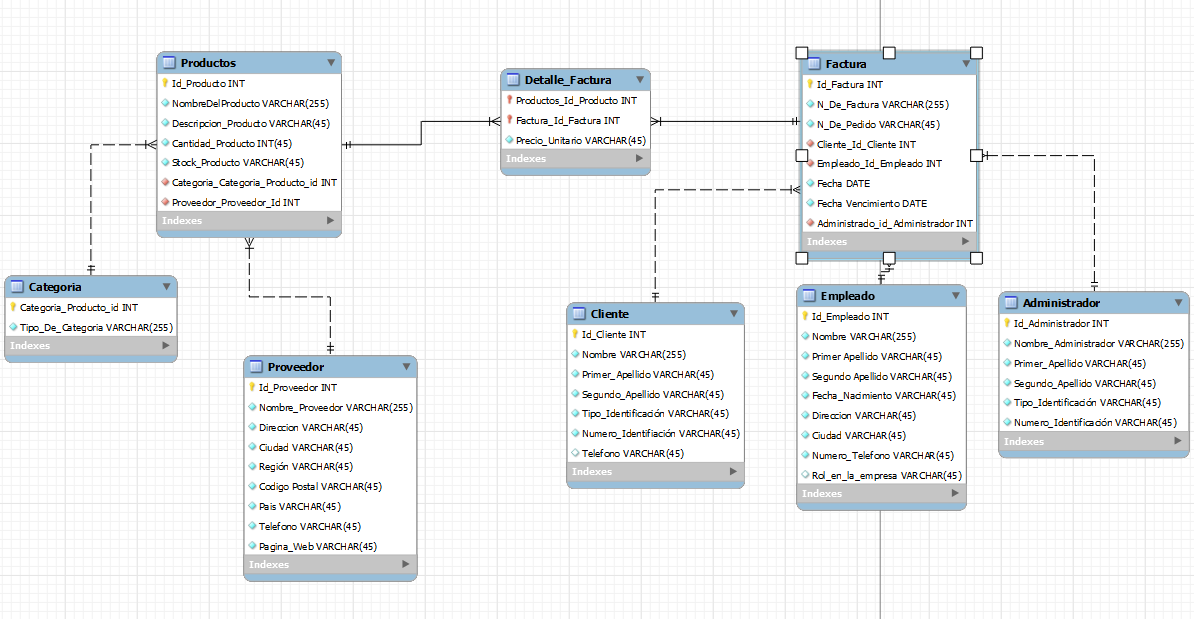 Productos
Id_Producto INT
NombreDelProducto VARCHAR(255)
Descripcion_Producto VARCHAR(45)
Cantidad_Producto INT(45)
Stock_Producto VARCHAR(45)
Categoria_Categoria_Producto_id INT
Proveedor_Proveedor_Id INT
Indexes
Detalle_Factura
Productos_Id_Producto INT
Factura_Id_Factura INT
Precio_Unitario VARCHAR(45)
Indexes
Factura
Id_Factura INT
N_De_Factura VARCHAR(255)
N_De_Pedido VARCHAR(45)
Cliente_Id_Cliente INT
Empleado_Id_Empleado INT
Fecha DATE
Fecha Vencimiento DATE
Administrado_id_Administrador INT
Indexes
Categoria
Categoria_Producto_id INT
Tipo_De_Categoria VARCHAR(255)
Indexes
Proveedor
Id_Proveedor INT
Nombre_Proveedor VARCHAR(255)
Direccion VARCHAR(45)
Ciudad VARCHAR(45)
Región VARCHAR(45)
Codigo Postal VARCHAR(45)
Pais VARCHAR(45)
Telefono VARCHAR(45)
Pagina_Web VARCHAR(45)
Indexes
Cliente
Id_Cliente INT
Nombre VARCHAR(255)
Primer_Apellido VARCHAR(45)
Segundo_Apellido VARCHAR(45)
Tipo_Identificación VARCHAR(45)
Numero_Identifiación VARCHAR(45)
Telefono VARCHAR(45)
Indexes
Empleado
Id_Empleado INT
Nombre VARCHAR(255)
Primer Apellido VARCHAR(45)
Segundo Apellido VARCHAR(45)
Fecha_Nacimiento VARCHAR(45)
Direccion VARCHAR(45)
Ciudad VARCHAR(45)
Numero_Telefono VARCHAR(45)
Rol_en_la_empresa VARCHAR(45)
Indexes
Administrador
Id_Administrador INT
Nombre_Administrador VARCHAR(255)
Primer_Apellido VARCHAR(45)
Segundo_Apellido VARCHAR(45)
Tipo_Identificación VARCHAR(45)
Numero_Identificación VARCHAR(45)
Indexes